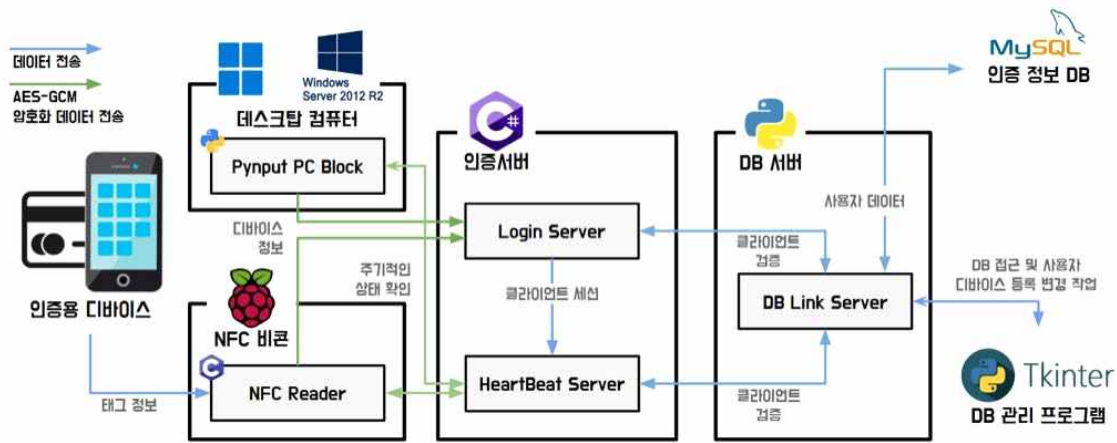 데이터 전송
AES-GCM
암호화 데이터 전송
인증용 디바이스
태그 정보
Windows
Server 2012 R2
데스크탑 컴퓨터
Pynput PC Block
디바이스
정보
주기적인
상태 확인
NFC 비콘
C
NFC Reader
C#
인증서버
Login Server
클라이언트 세션
HeartBeat Server
클라이언트
검증
클라이언트
검증
DB 서버
DB Link Server
사용자 데이터
MySQL
인증 정보 DB
DB 접근 및 사용자
디바이스 등록 변경 작업
Tkinter
DB 관리 프로그램